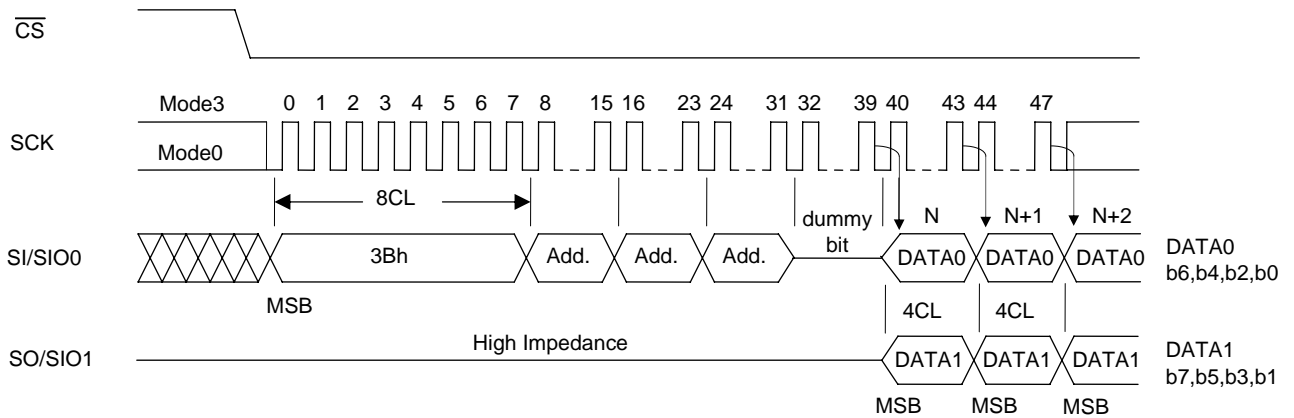 CS
Mode3 0 1 2 3 4 5 6 7 8 15 16 23 24 31 32 39 40 43 44 47
SCK
Mode0
8CL
dummy
bit
N N+1 N+2
SI/SIO0 3Bh Add. Add. Add. DATA0 DATA0 DATA0
DATA0
b6,b4,b2,b0
MSB
4CL 4CL
High Impedance
SO/SIO1 DATA1 DATA1 DATA1
DATA1
b7,b5,b3,b1
MSB MSB MSB